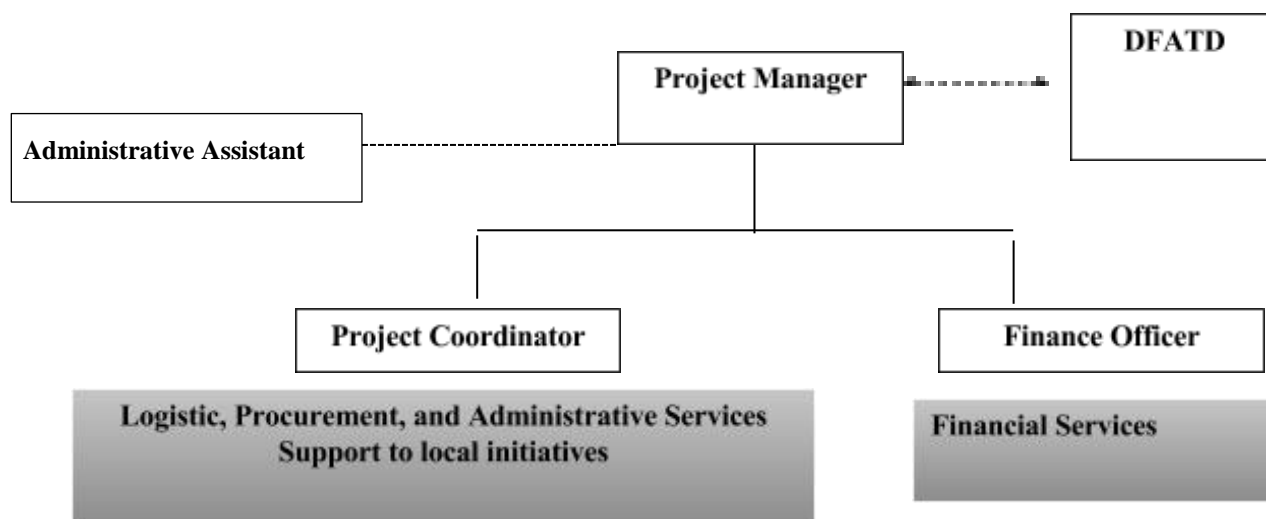 DFATD
Project Manager
Administrative Assistant
Project Coordinator
Finance Officer
Logistic, Procurement, and Administrative Services
Support to local initiatives
Financial Services